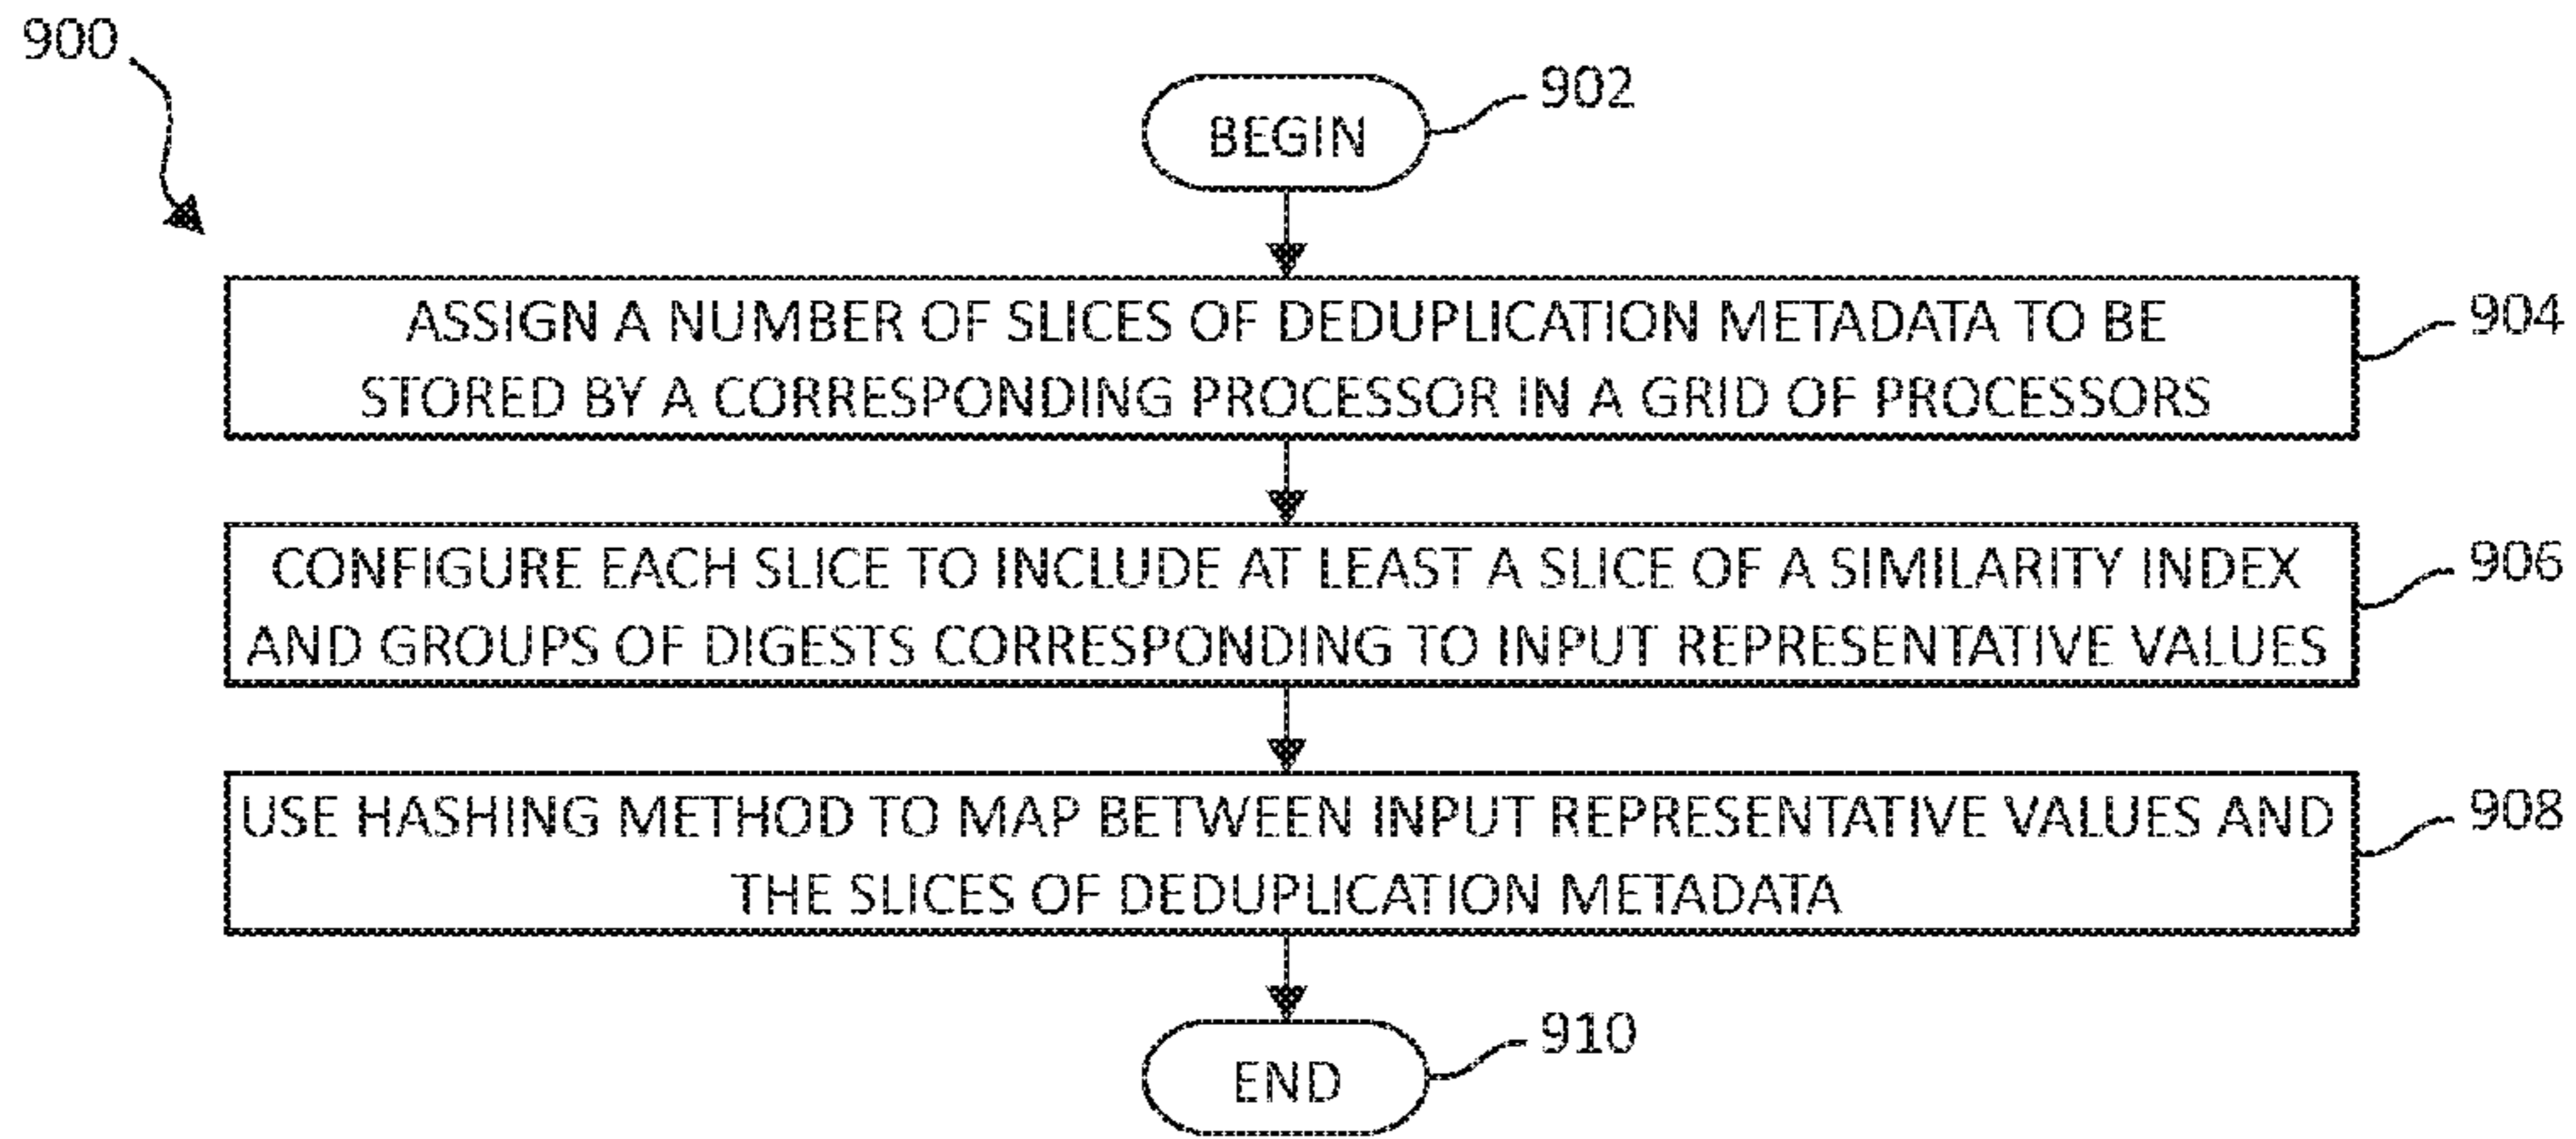 900
BEGIN
902
ASSIGN A NUMBER OF SLICES OF DEDUPLICATION METADATA TO BE
STORED BY A CORRESPONDING PROCESSOR IN A GRID OF PROCESSORS
904
CONFIGURE EACH SLICE TO INCLUDE AT LEAST A SLICE OF A SIMILARITY INDEX
AND GROUPS OF DIGESTS CORRESPONDING TO INPUT REPRESENTATIVE VALUES
906
USE HASHING METHOD TO MAP BETWEEN INPUT REPRESENTATIVE VALUES AND
THE SLICES OF DEDUPLICATION METADATA
908
END
910